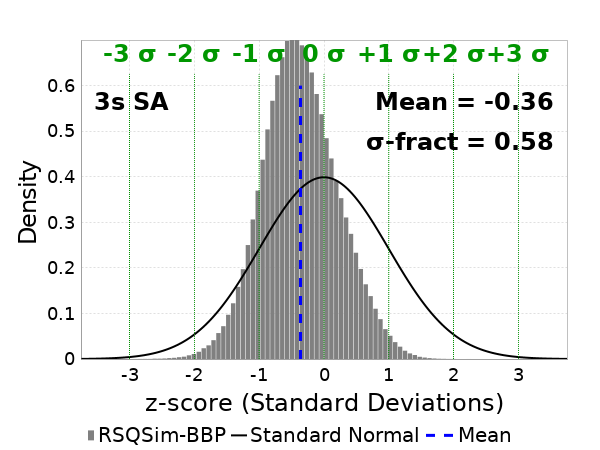 -3 σ -2 σ -1 σ 0 σ +1 σ +2 σ +3 σ
3s SA
Mean = -0.36
σ-fract = 0.58
Density
0.6
0.5
0.4
0.3
0.2
0.1
0
-3 -2 -1 0 1 2 3
z-score (Standard Deviations)
RSQSim-BBP Standard Normal Mean